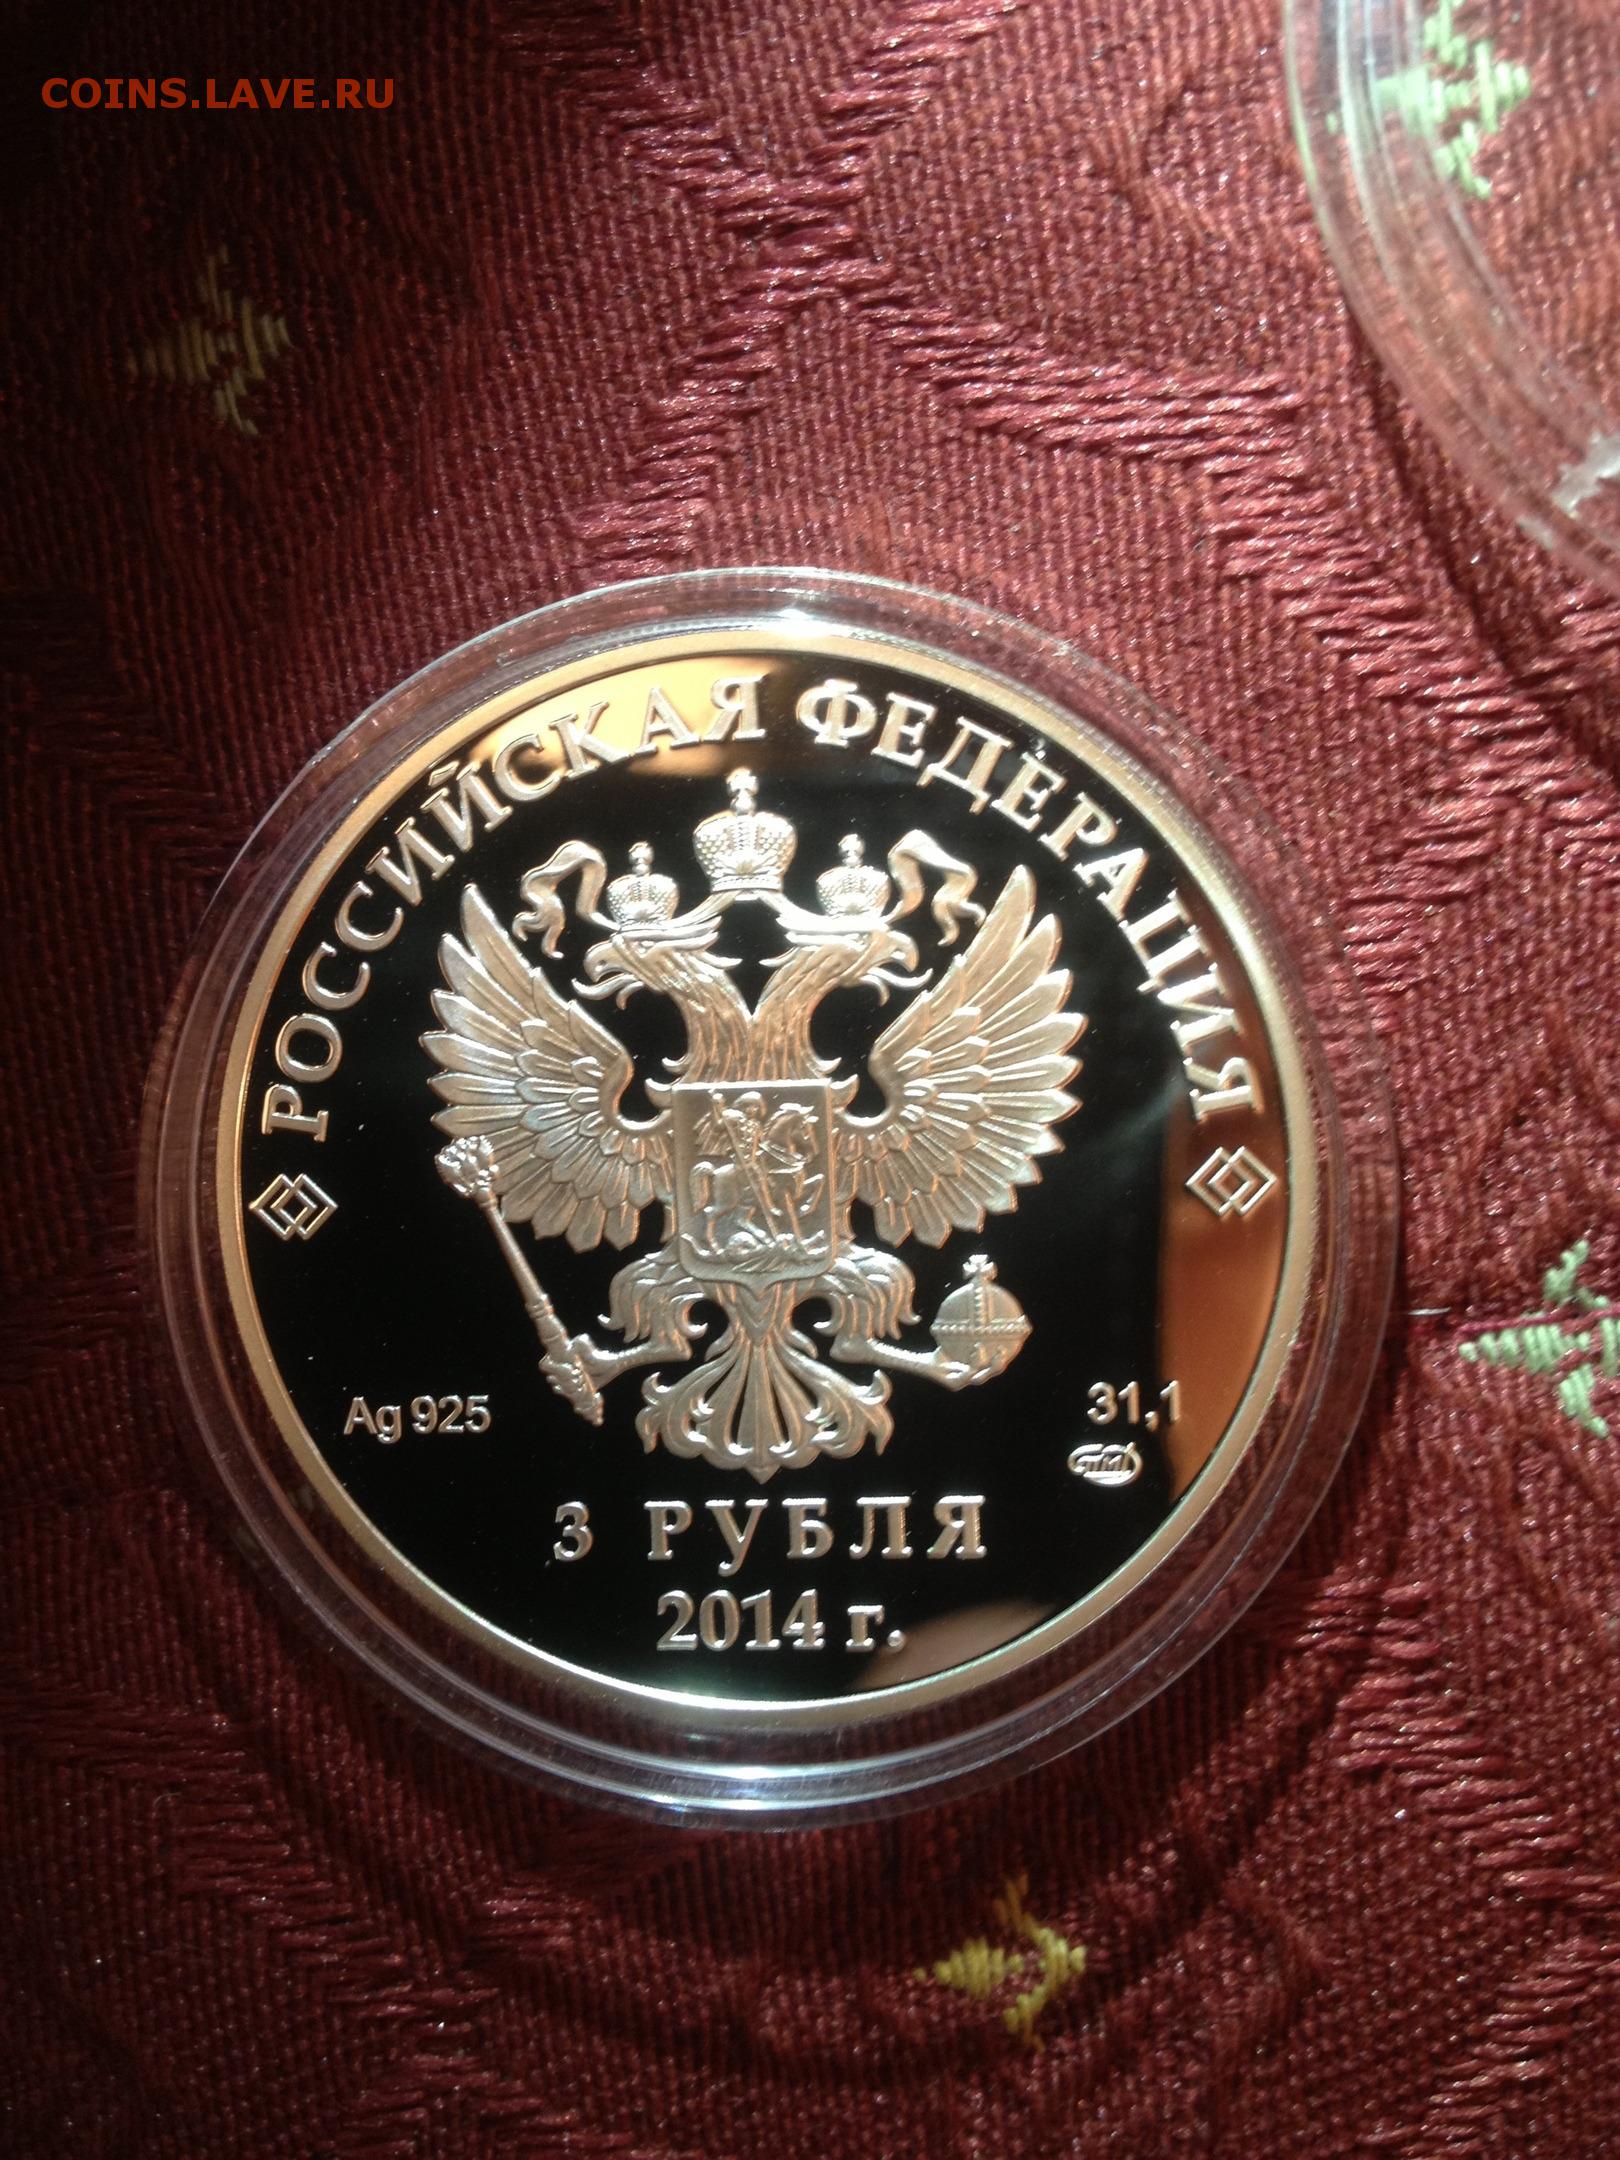 COINS.LAVE.RU
РОССИЙСКАЯ ФЕДЕРАЦИЯ
Ag 925
31,1
3 РУБЛЯ
2014 г.